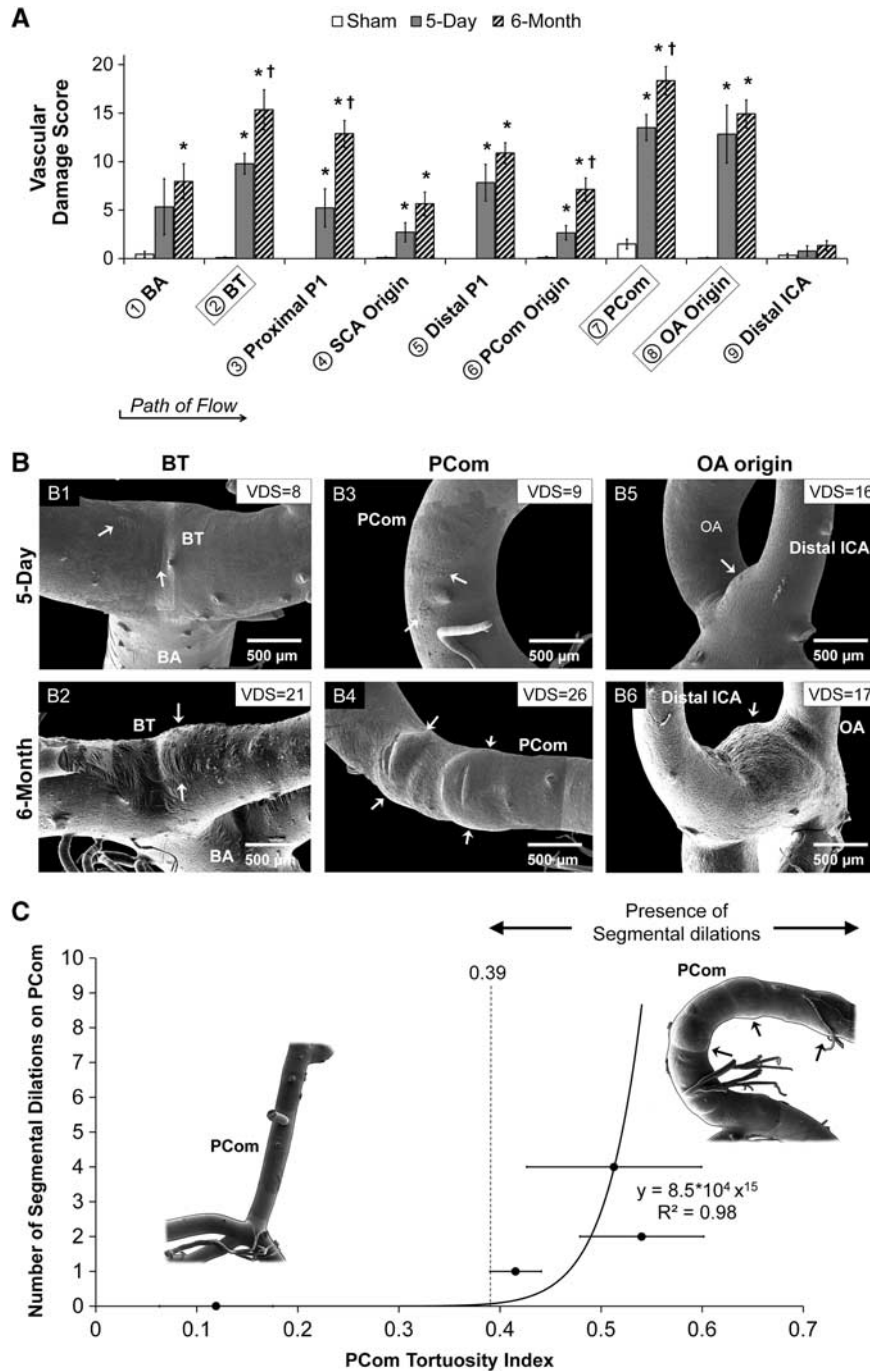 A
Sham 5-Day 6-Month
Vascular
Damage Score
20
15
10
5
0
* * * † * * † * * * * * * † * * † * *
① BA
② BT
③ Proximal P1
④ SCA Origin
⑤ Distal P1
⑥ PCom Origin
⑦ PCom
⑧ OA Origin
⑨ Distal ICA
Path of Flow
B
BT PCom OA origin
5-Day
B1 VDS=8
BT
BA
500 µm
B3 VDS=9
PCom
500 µm
B5 VDS=16
OA
Distal ICA
500 µm
6-Month
B2 VDS=21
BT
BA
500 µm
B4 VDS=26
PCom
500 µm
B6 VDS=17
Distal ICA
OA
500 µm
C
Presence of
Segmental dilations
Number of Segmental Dilations on PCom
10
9
8
7
6
5
4
3
2
1
0
0.39
PCom
PCom
y = 8.5*10⁴ x¹⁵
R² = 0.98
0 0.1 0.2 0.3 0.4 0.5 0.6 0.7
PCom Tortuosity Index